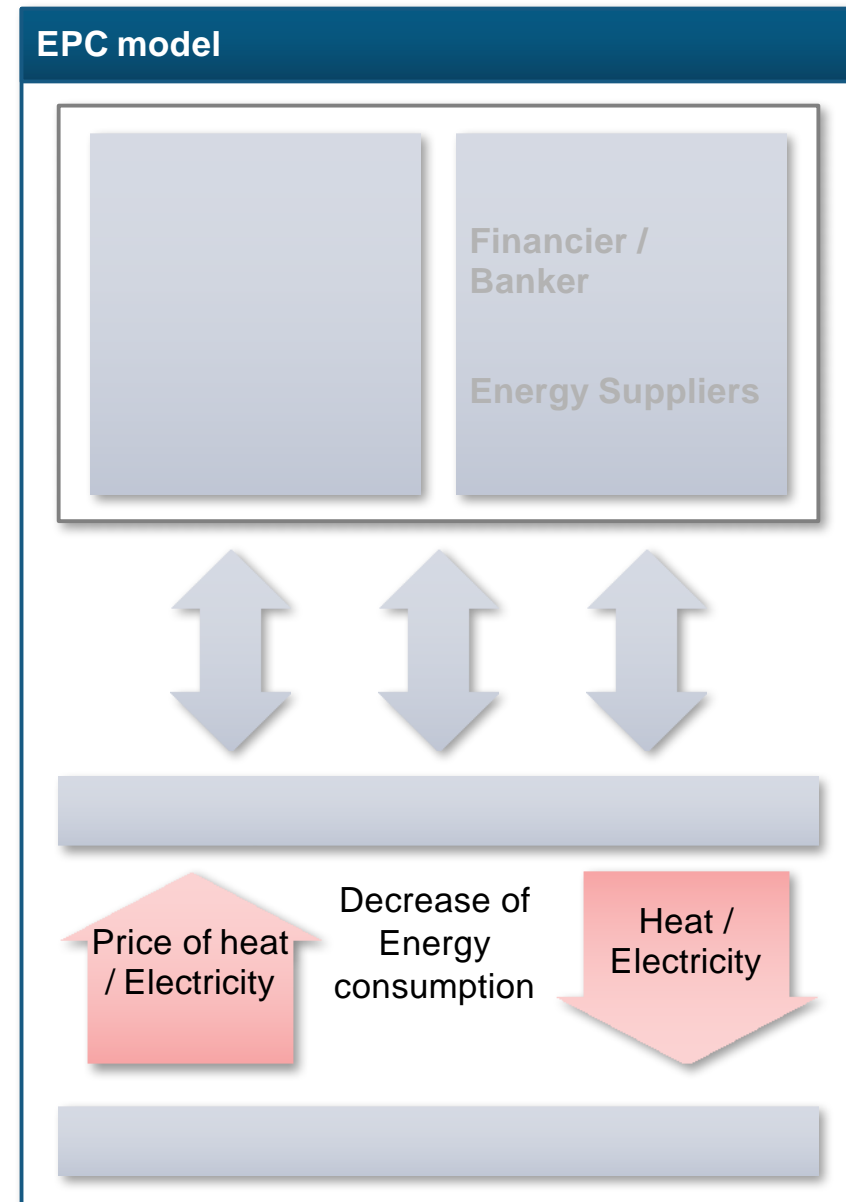 EPC model
Financier /
Banker
Energy Suppliers
Price of heat
/ Electricity
Decrease of
Energy
consumption
Heat /
Electricity